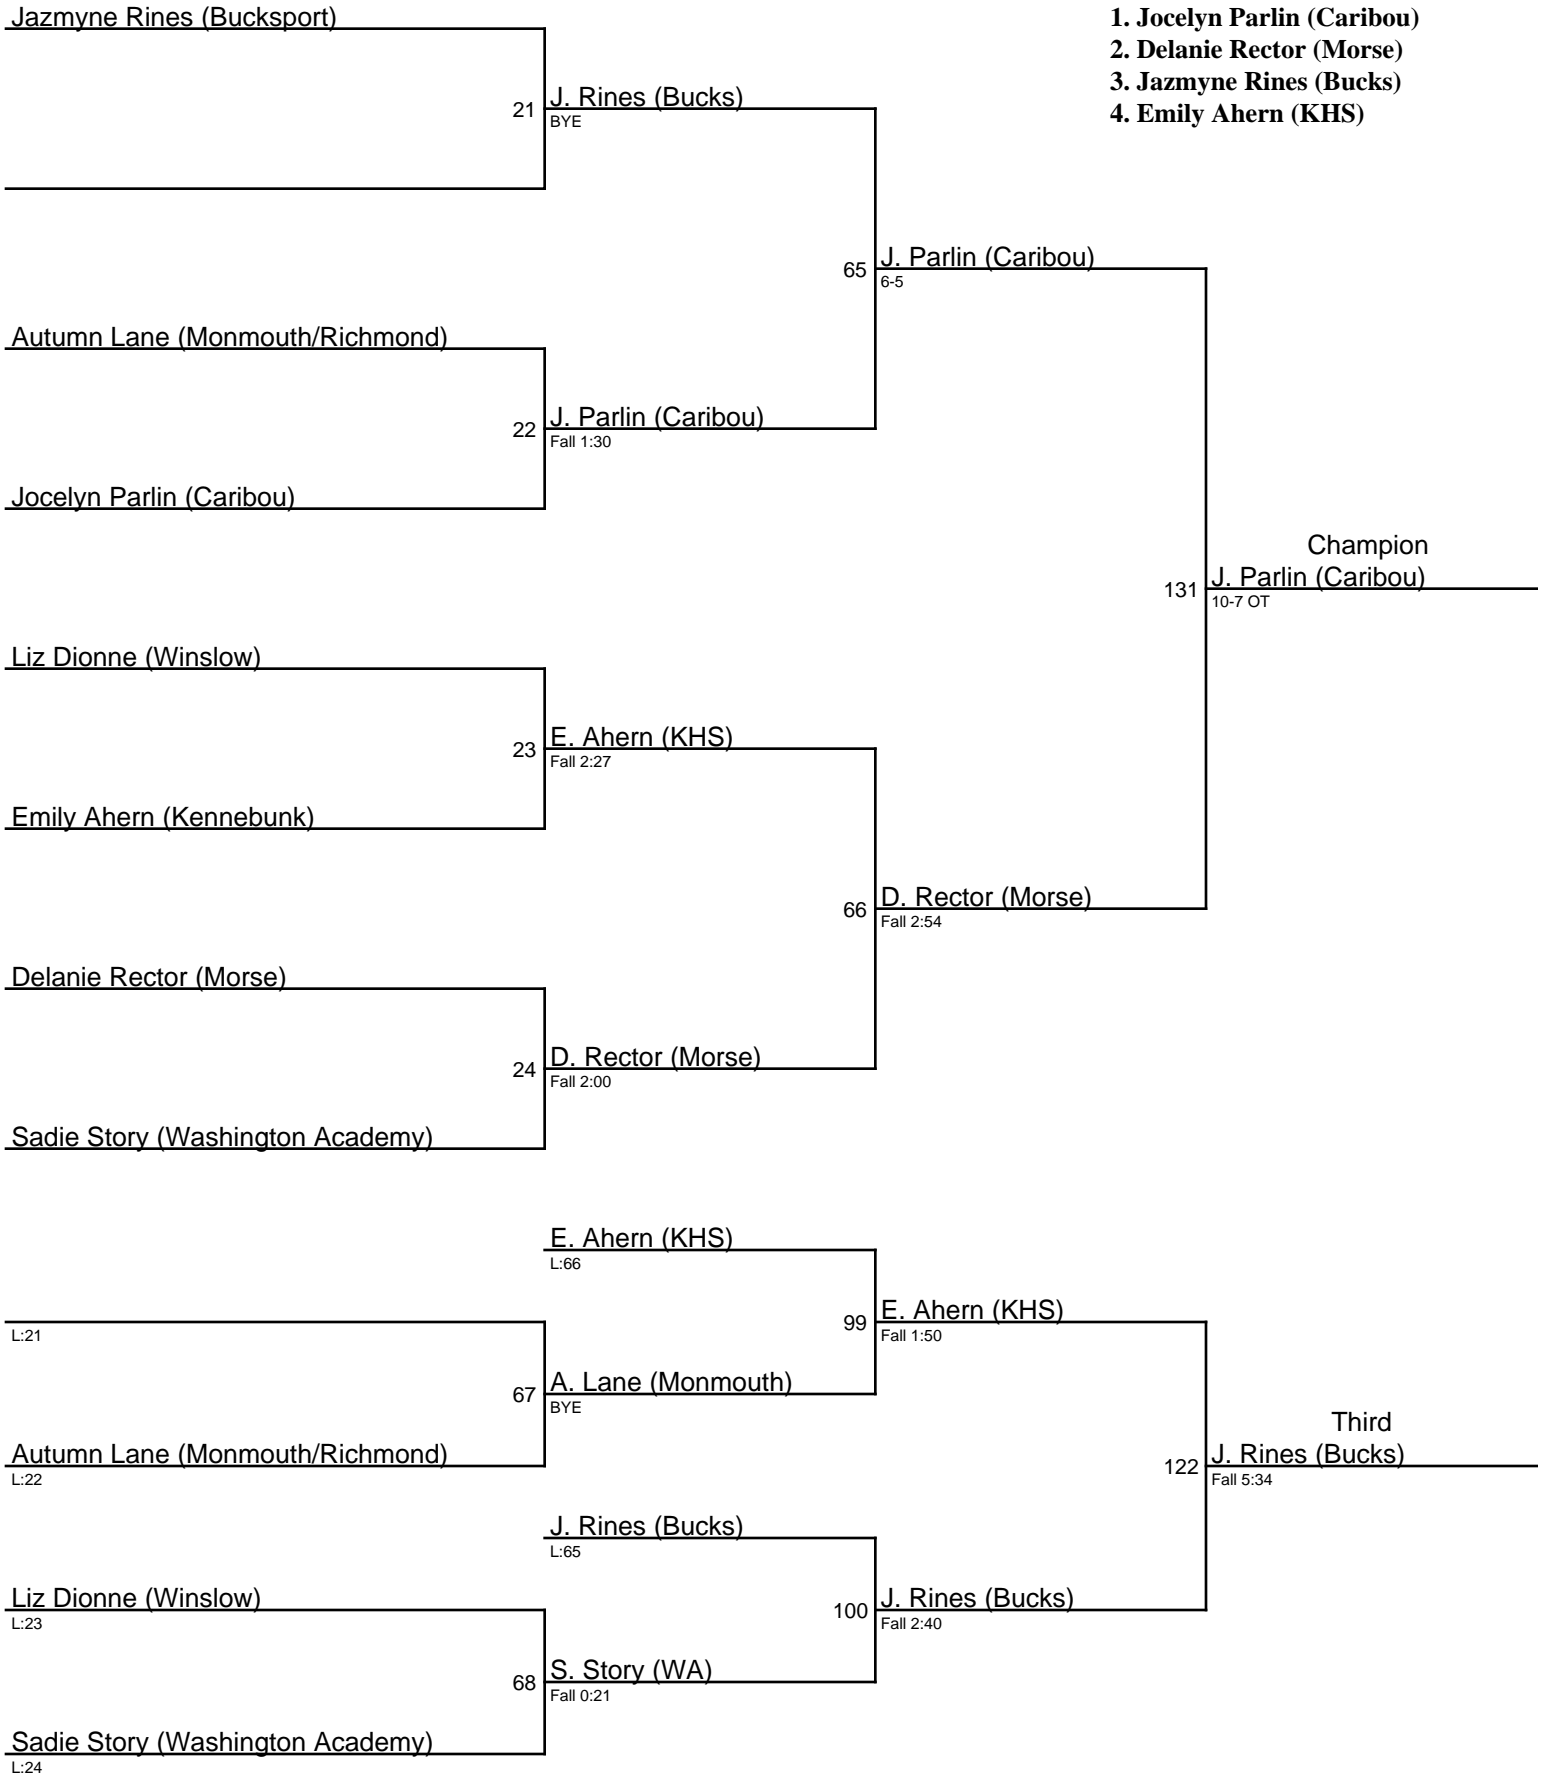 Jazmyne Rines (Bucksport)
1. Jocelyn Parlin (Caribou)
2. Delanie Rector (Morse)
3. Jazmyne Rines (Bucks)
4. Emily Ahern (KHS)
21 J. Rines (Bucks)
BYE
65 J. Parlin (Caribou)
6-5
Autumn Lane (Monmouth/Richmond)
22 J. Parlin (Caribou)
Fall 1:30
Jocelyn Parlin (Caribou)
Champion
131 J. Parlin (Caribou)
10-7 OT
Liz Dionne (Winslow)
23 E. Ahern (KHS)
Fall 2:27
Emily Ahern (Kennebunk)
66 D. Rector (Morse)
Fall 2:54
Delanie Rector (Morse)
24 D. Rector (Morse)
Fall 2:00
Sadie Story (Washington Academy)
E. Ahern (KHS)
L:66
99 E. Ahern (KHS)
Fall 1:50
L:21
67 A. Lane (Monmouth)
BYE
Autumn Lane (Monmouth/Richmond)
L:22
Third
122 J. Rines (Bucks)
Fall 5:34
J. Rines (Bucks)
L:65
Liz Dionne (Winslow)
L:23
100 J. Rines (Bucks)
Fall 2:40
68 S. Story (WA)
Fall 0:21
Sadie Story (Washington Academy)
L:24